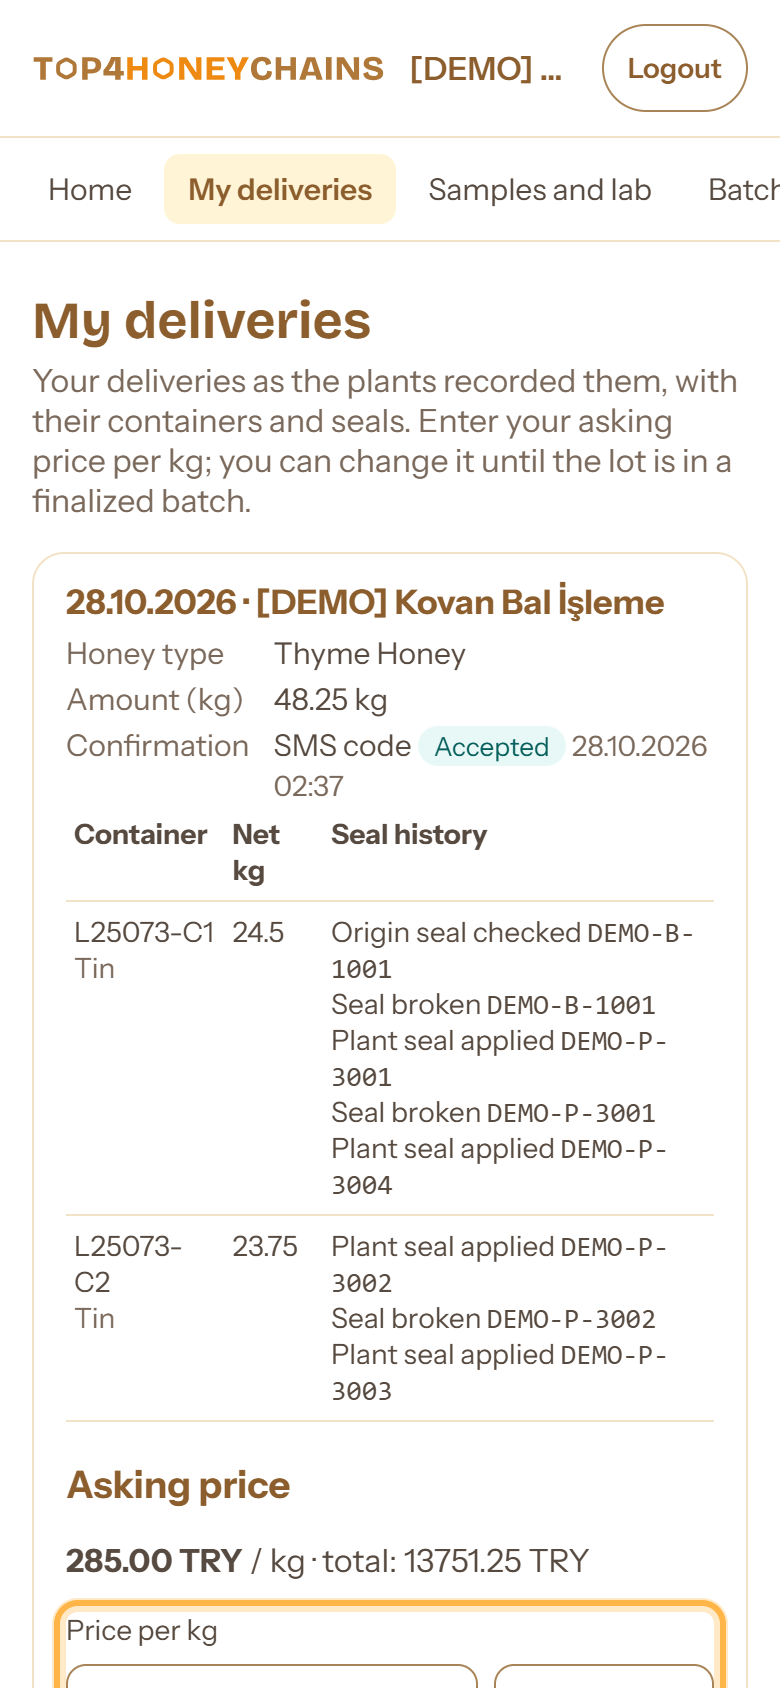 TOP4HONEYCHAINS [DEMO] ... Logout
Home My deliveries Samples and lab Batch
My deliveries
Your deliveries as the plants recorded them, with
their containers and seals. Enter your asking
price per kg; you can change it until the lot is in a
finalized batch.
28.10.2026 · [DEMO] Kovan Bal İşleme
Honey type Thyme Honey
Amount (kg) 48.25 kg
Confirmation SMS code Accepted 28.10.2026
02:37
Container Net Seal history
kg
L25073-C1 24.5 Origin seal checked DEMO-B-
Tin 1001
Seal broken DEMO-B-1001
Plant seal applied DEMO-P-
3001
Seal broken DEMO-P-3001
Plant seal applied DEMO-P-
3004
L25073- 23.75 Plant seal applied DEMO-P-
C2 3002
Tin Seal broken DEMO-P-3002
Plant seal applied DEMO-P-
3003
Asking price
285.00 TRY / kg · total: 13751.25 TRY
Price per kg